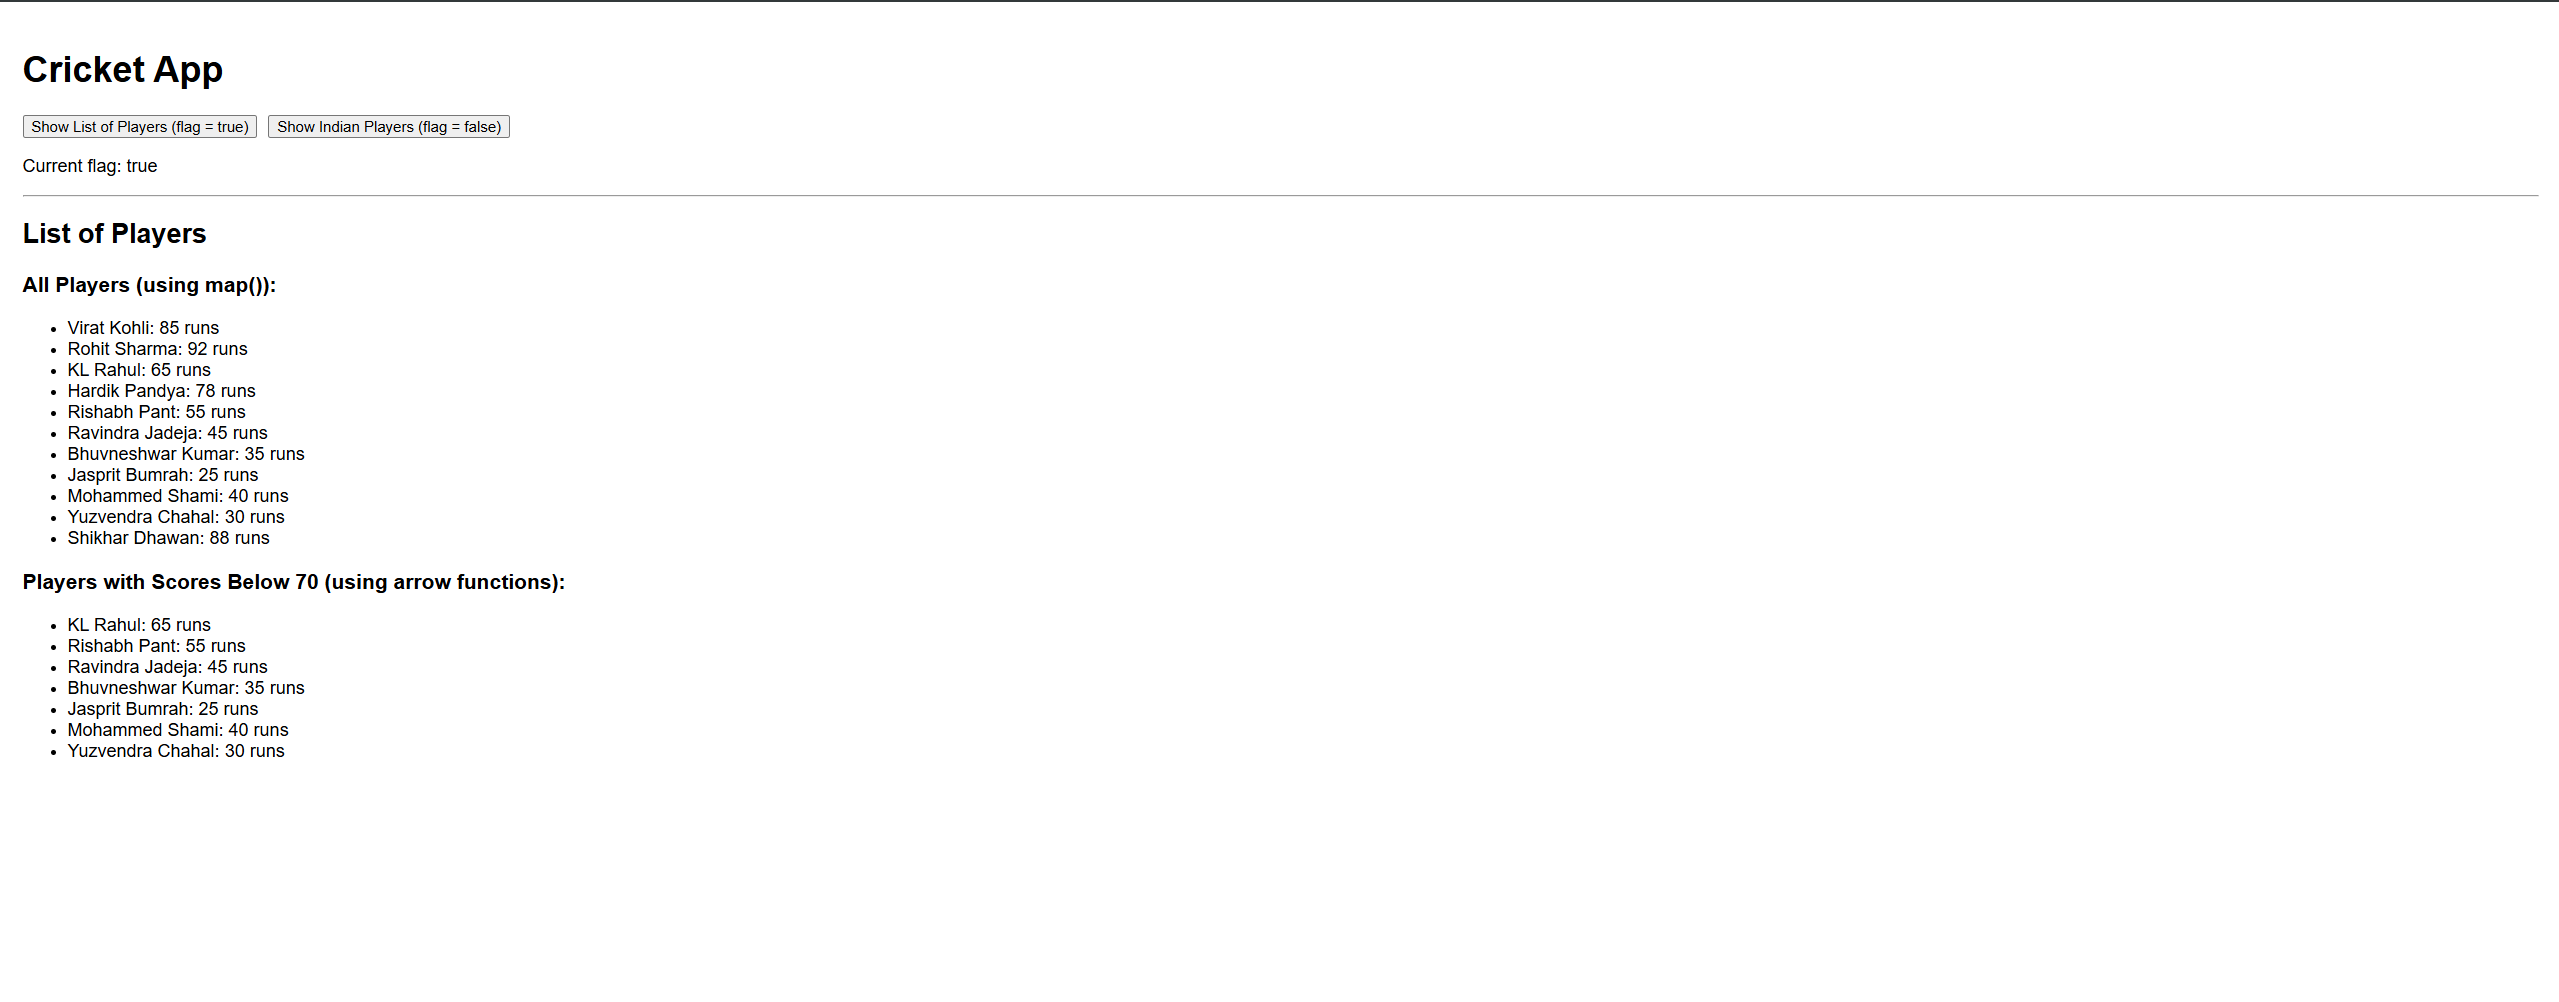 Cricket App
Show List of Players (flag = true) Show Indian Players (flag = false)
Current flag: true
List of Players
All Players (using map()):
Virat Kohli: 85 runs
Rohit Sharma: 92 runs
KL Rahul: 65 runs
Hardik Pandya: 78 runs
Rishabh Pant: 55 runs
Ravindra Jadeja: 45 runs
Bhuvneshwar Kumar: 35 runs
Jasprit Bumrah: 25 runs
Mohammed Shami: 40 runs
Yuzvendra Chahal: 30 runs
Shikhar Dhawan: 88 runs
Players with Scores Below 70 (using arrow functions):
KL Rahul: 65 runs
Rishabh Pant: 55 runs
Ravindra Jadeja: 45 runs
Bhuvneshwar Kumar: 35 runs
Jasprit Bumrah: 25 runs
Mohammed Shami: 40 runs
Yuzvendra Chahal: 30 runs